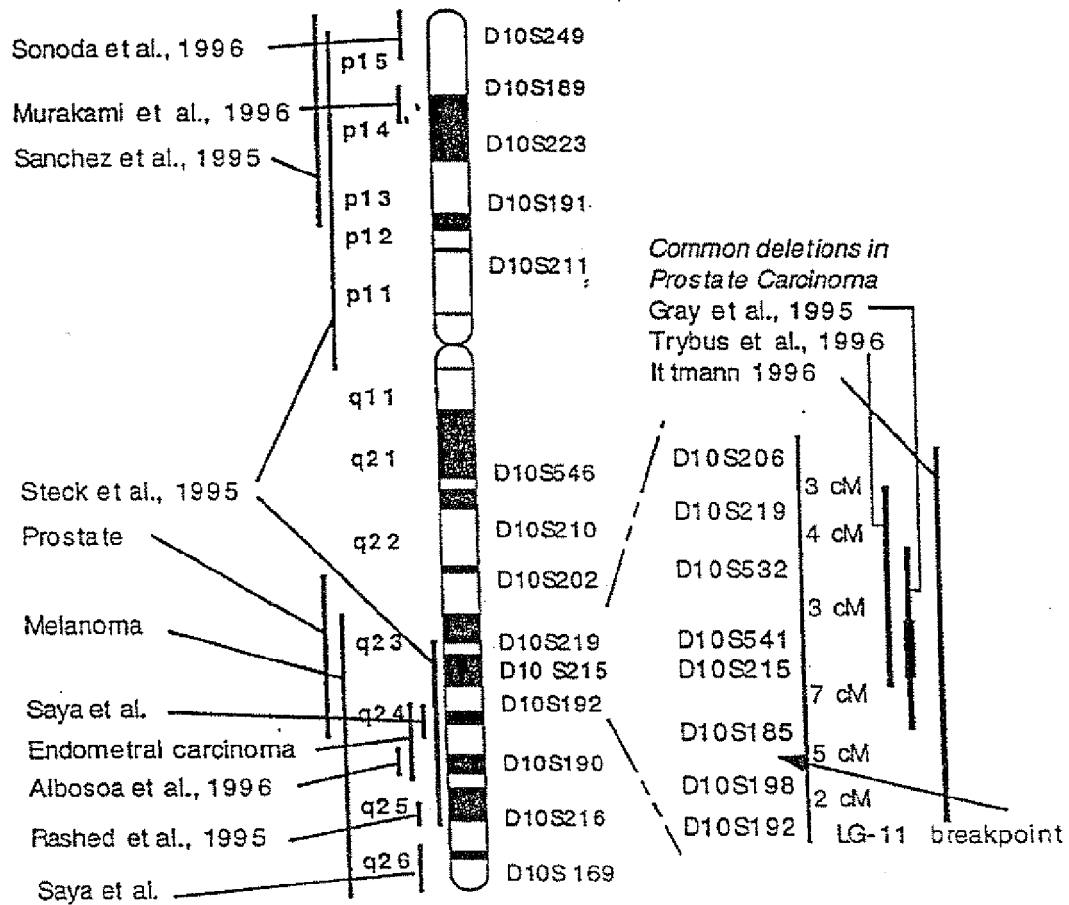 Sonoda et al., 1996
Murakami et al., 1996
Sanchez et al., 1995
Steck et al., 1995
Prostate
Melanoma
Saya et al.
Endometral carcinoma
Albosoa et al., 1996
Rashed et al., 1995
Saya et al.
p15
p14
p13
p12
p11
q11
q21
q22
q23
q24
q25
q26
D10S249
D10S189
D10S223
D10S191
D10S211
D10S546
D10S210
D10S202
D10S219
D10 S215
D10S192
D10S190
D10S216
D10S169
Common deletions in
Prostate Carcinoma
Gray et al., 1995
Trybus et al., 1996
Ittmann 1996
D10S206
3 cM
D10S219
4 cM
D10S532
3 cM
D10S541
D10S215
7 cM
D10S185
5 cM
D10S198
2 cM
D10S192
LG-11 breakpoint